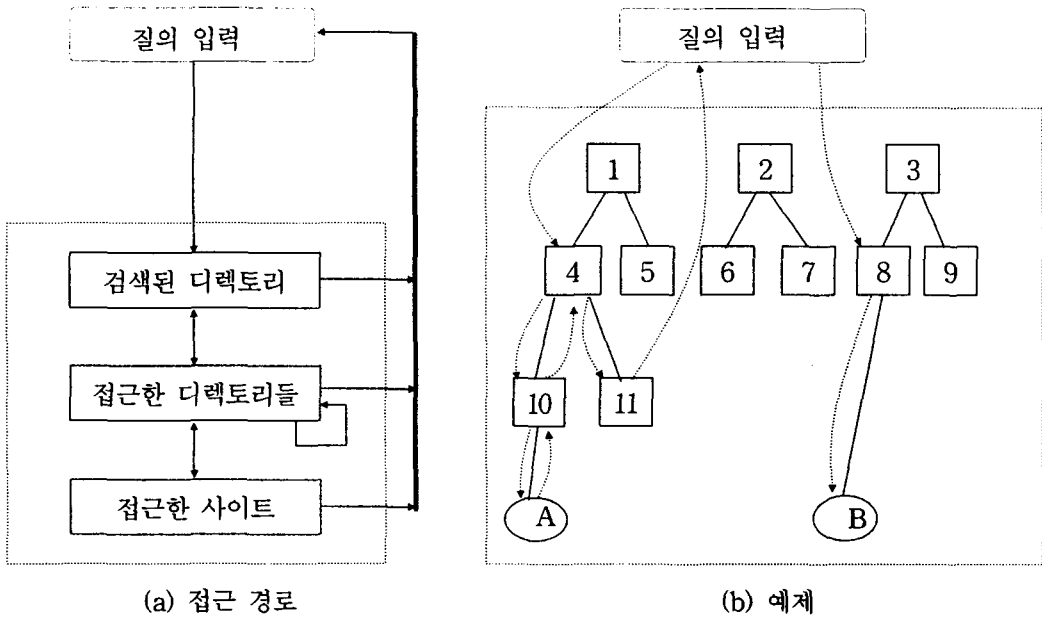 질의 입력
검색된 디렉토리
접근한 디렉토리들
접근한 사이트
(a) 접근 경로
질의 입력
1 2 3
4 5 6 7 8 9
10 11
A B
(b) 예제